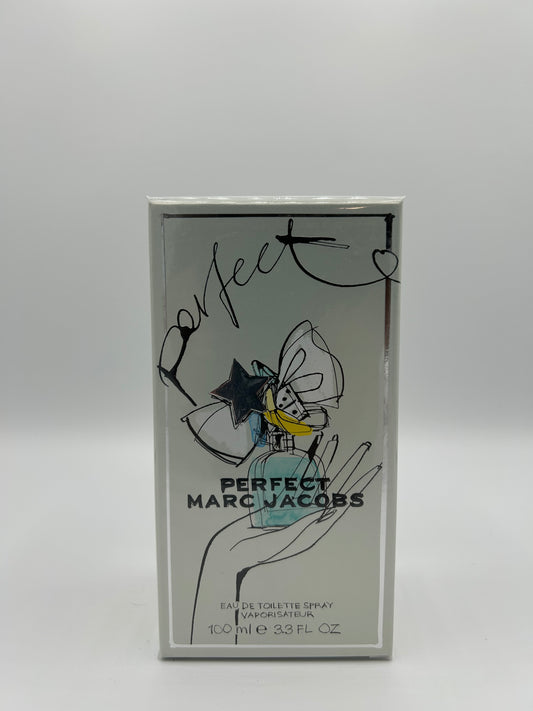 perfect
PERFECT
MARC JACOBS
EAU DE TOILETTE SPRAY
VAPORISATEUR
100 ml e 3.3 FL OZ